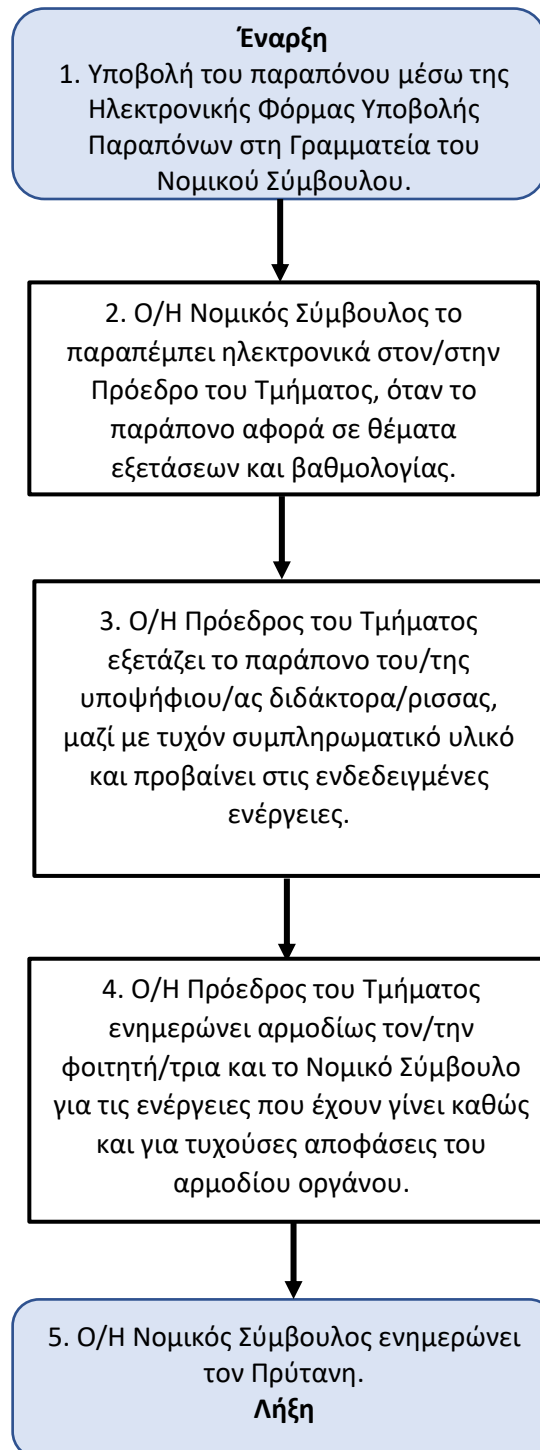 Έναρξη
1. Υποβολή του παραπόνου μέσω της
Ηλεκτρονικής Φόρμας Υποβολής
Παραπόνων στη Γραμματεία του
Νομικού Σύμβουλου.
2. Ο/Η Νομικός Σύμβουλος το
παραπέμπει ηλεκτρονικά στον/στην
Πρόεδρο του Τμήματος, όταν το
παράπονο αφορά σε θέματα
εξετάσεων και βαθμολογίας.
3. Ο/Η Πρόεδρος του Τμήματος
εξετάζει το παράπονο του/της
υποψήφιου/ας διδάκτορα/ρισσας,
μαζί με τυχόν συμπληρωματικό υλικό
και προβαίνει στις ενδεδειγμένες
ενέργειες.
4. Ο/Η Πρόεδρος του Τμήματος
ενημερώνει αρμοδίως τον/την
φοιτητή/τρια και το Νομικό Σύμβουλο
για τις ενέργειες που έχουν γίνει καθώς
και για τυχούσες αποφάσεις του
αρμοδίου οργάνου.
5. Ο/Η Νομικός Σύμβουλος ενημερώνει
τον Πρύτανη.
Λήξη